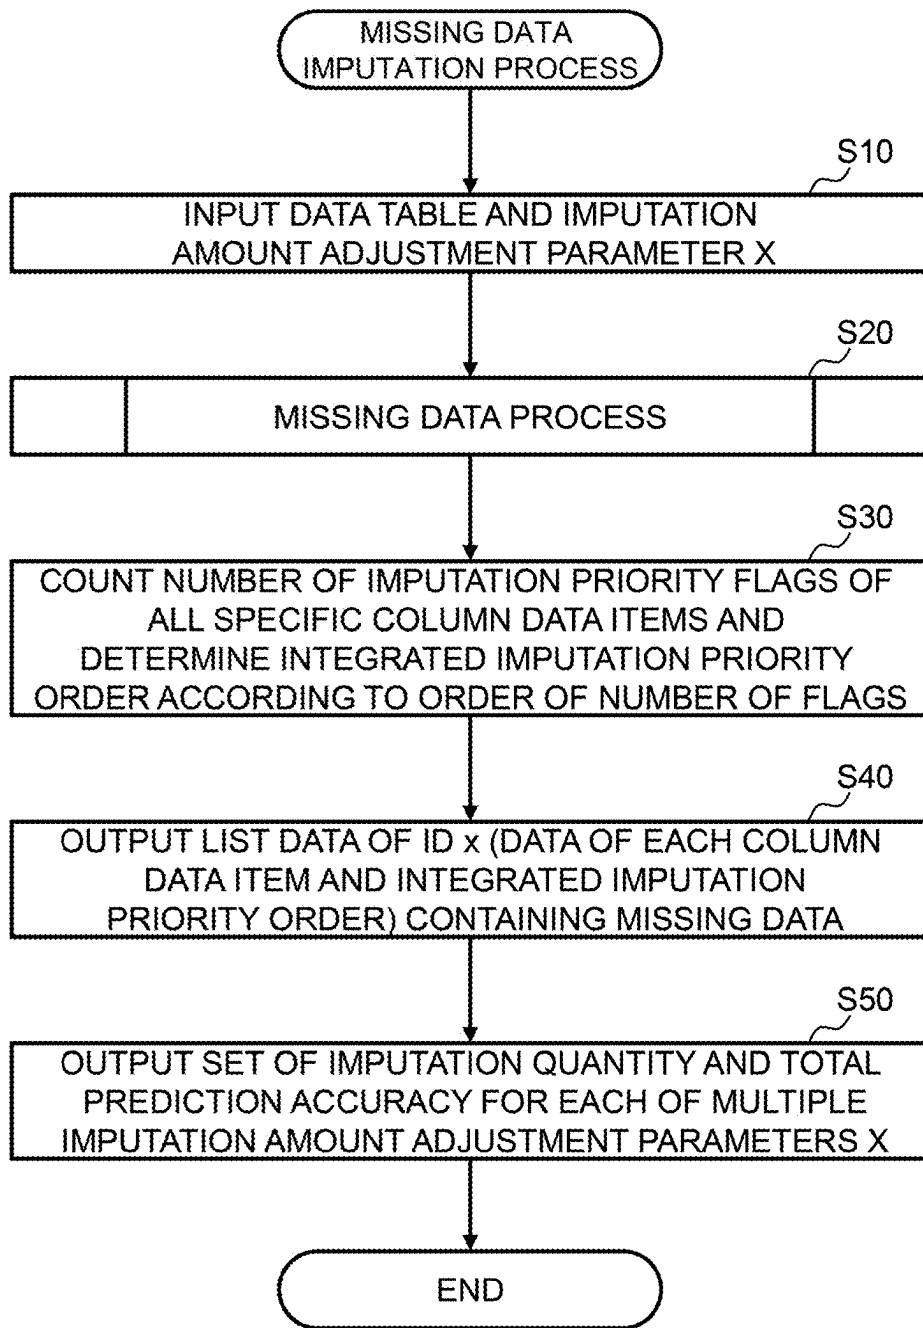 MISSING DATA
IMPUTATION PROCESS
S10
INPUT DATA TABLE AND IMPUTATION
AMOUNT ADJUSTMENT PARAMETER X
S20
MISSING DATA PROCESS
S30
COUNT NUMBER OF IMPUTATION PRIORITY FLAGS OF
ALL SPECIFIC COLUMN DATA ITEMS AND
DETERMINE INTEGRATED IMPUTATION PRIORITY
ORDER ACCORDING TO ORDER OF NUMBER OF FLAGS
S40
OUTPUT LIST DATA OF ID x (DATA OF EACH COLUMN
DATA ITEM AND INTEGRATED IMPUTATION
PRIORITY ORDER) CONTAINING MISSING DATA
S50
OUTPUT SET OF IMPUTATION QUANTITY AND TOTAL
PREDICTION ACCURACY FOR EACH OF MULTIPLE
IMPUTATION AMOUNT ADJUSTMENT PARAMETERS X
END